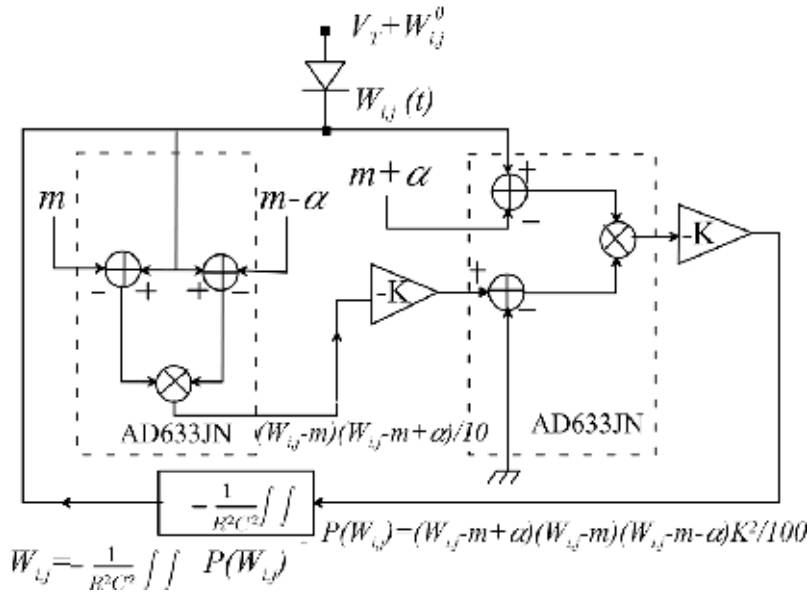 V_T + W⁰_{i,j}
W_{i,j} (t)
m + α
m
m-α
+
−
-K
− + + −
+
−
-K
AD633JN
(W_{i,j}-m)(W_{i,j}-m+α)/10
AD633JN
− 1/R²C² ∫∫
P(W_{i,j})=(W_{i,j}-m+α)(W_{i,j}-m)(W_{i,j}-m-α)K²/100
W_{i,j}=− 1/R²C² ∫∫ P(W_{i,j})